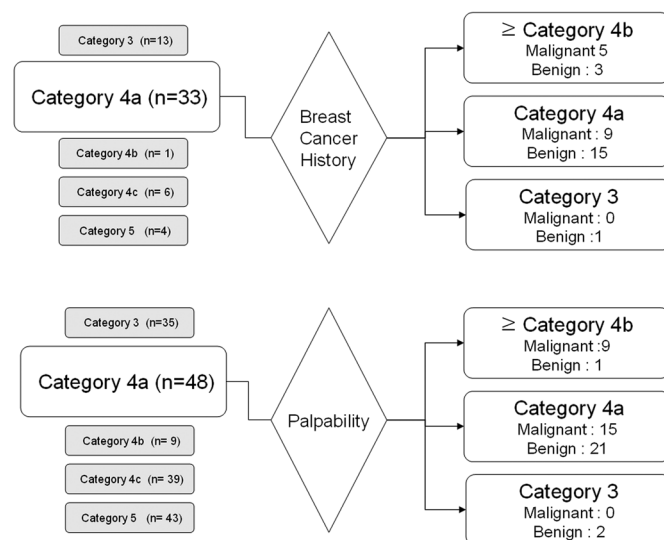 Category 3 (n=13)
Category 4a (n=33)
Category 4b (n= 1)
Category 4c (n= 6)
Category 5 (n=4)
Breast
Cancer
History
≥ Category 4b
Malignant 5
Benign : 3
Category 4a
Malignant : 9
Benign : 15
Category 3
Malignant : 0
Benign :1
Category 3 (n=35)
Category 4a (n=48)
Category 4b (n= 9)
Category 4c (n= 39)
Category 5 (n= 43)
Palpability
≥ Category 4b
Malignant :9
Benign : 1
Category 4a
Malignant : 15
Benign : 21
Category 3
Malignant : 0
Benign : 2